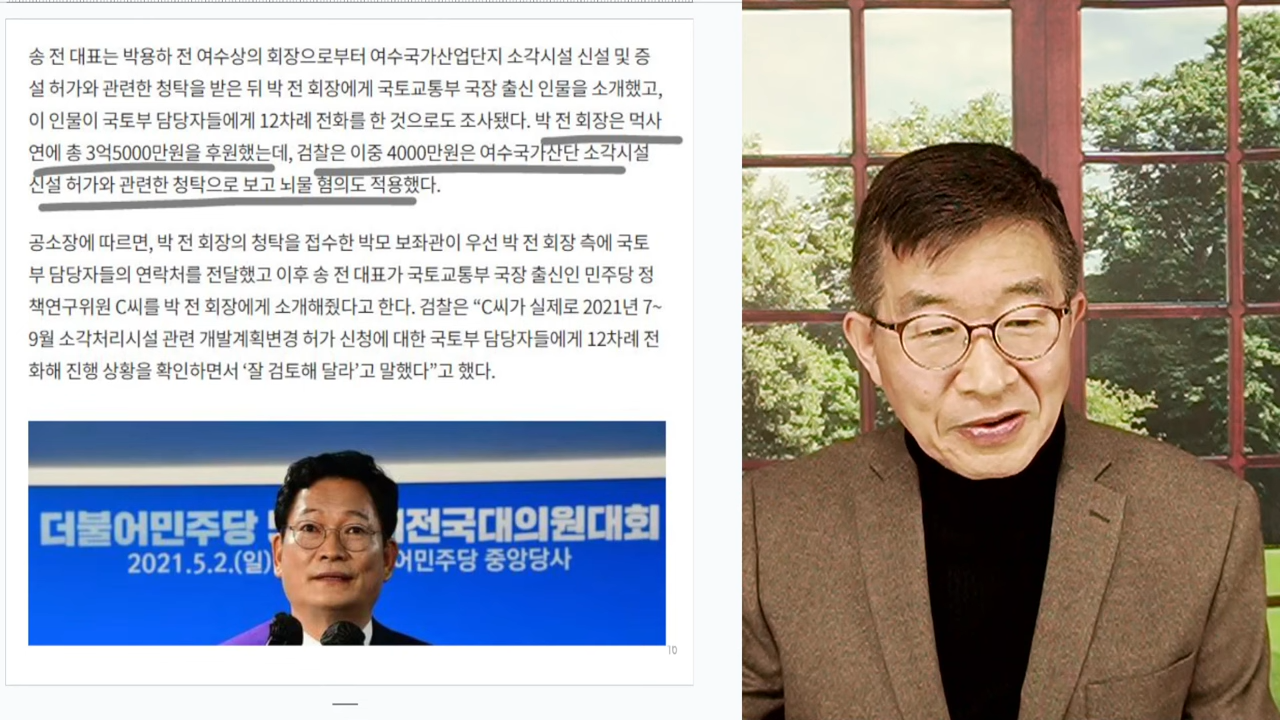 송 전 대표는 박용하 전 여수상의 회장으로부터 여수국가산업단지 소각시설 신설 및 증
설 허가와 관련한 청탁을 받은 뒤 박 전 회장에게 국토교통부 국장 출신 인물을 소개했고,
이 인물이 국토부 담당자들에게 12차례 전화를 한 것으로도 조사됐다. 박 전 회장은 먹사
연에 총 3억5000만원을 후원했는데, 검찰은 이중 4000만원은 여수국가산단 소각시설
신설 허가와 관련한 청탁으로 보고 뇌물 혐의도 적용했다.
공소장에 따르면, 박 전 회장의 청탁을 접수한 박모 보좌관이 우선 박 전 회장 측에 국토
부 담당자들의 연락처를 전달했고 이후 송 전 대표가 국토교통부 국장 출신인 민주당 정
책연구위원 C씨를 박 전 회장에게 소개해줬다고 한다. 검찰은 “C씨가 실제로 2021년 7~
9월 소각처리시설 관련 개발계획변경 허가 신청에 대한 국토부 담당자들에게 12차례 전
화해 진행 상황을 확인하면서 ‘잘 검토해 달라’고 말했다”고 했다.
더불어민주당 전국대의원대회
2021.5.2.(일) 어민주당 중앙당사
10